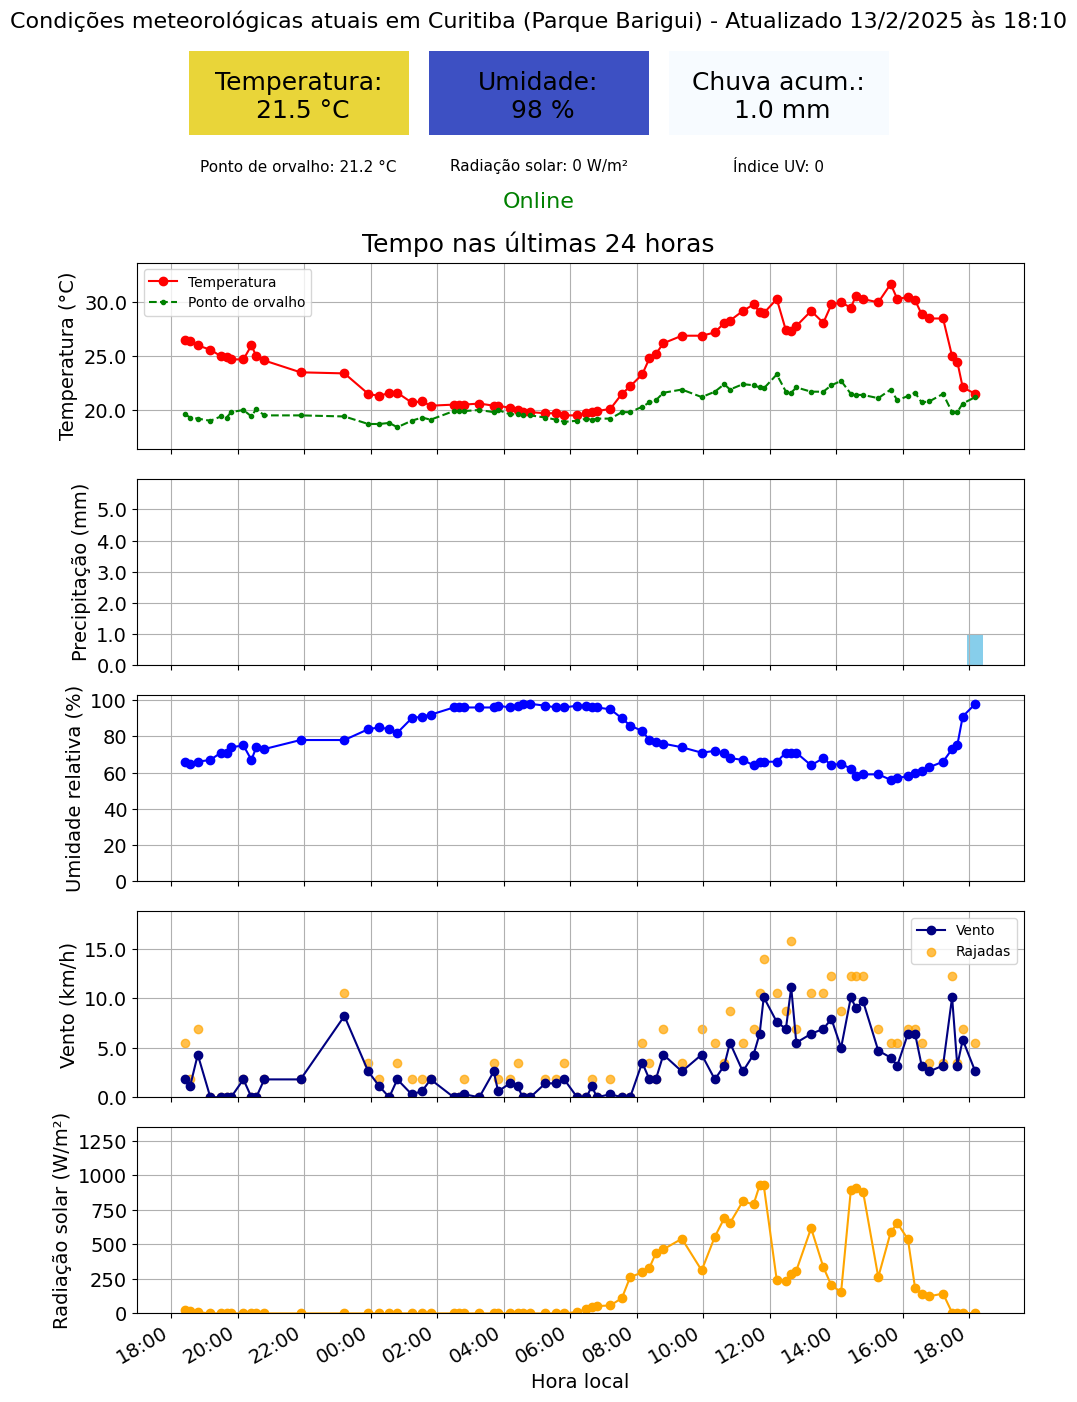 Condições meteorológicas atuais em Curitiba (Parque Barigui) - Atualizado 13/2/2025 às 18:10
Temperatura:
21.5 °C
Umidade:
98 %
Chuva acum.:
1.0 mm
Ponto de orvalho: 21.2 °C
Radiação solar: 0 W/m²
Índice UV: 0
Online
Tempo nas últimas 24 horas
Temperatura (°C)
30.0
25.0
20.0
Temperatura
Ponto de orvalho
Precipitação (mm)
5.0
4.0
3.0
2.0
1.0
0.0
Umidade relativa (%)
100
80
60
40
20
0
Vento (km/h)
15.0
10.0
5.0
0.0
Vento
Rajadas
Radiação solar (W/m²)
1250
1000
750
500
250
0
18:00
20:00
22:00
00:00
02:00
04:00
06:00
08:00
10:00
12:00
14:00
16:00
18:00
Hora local